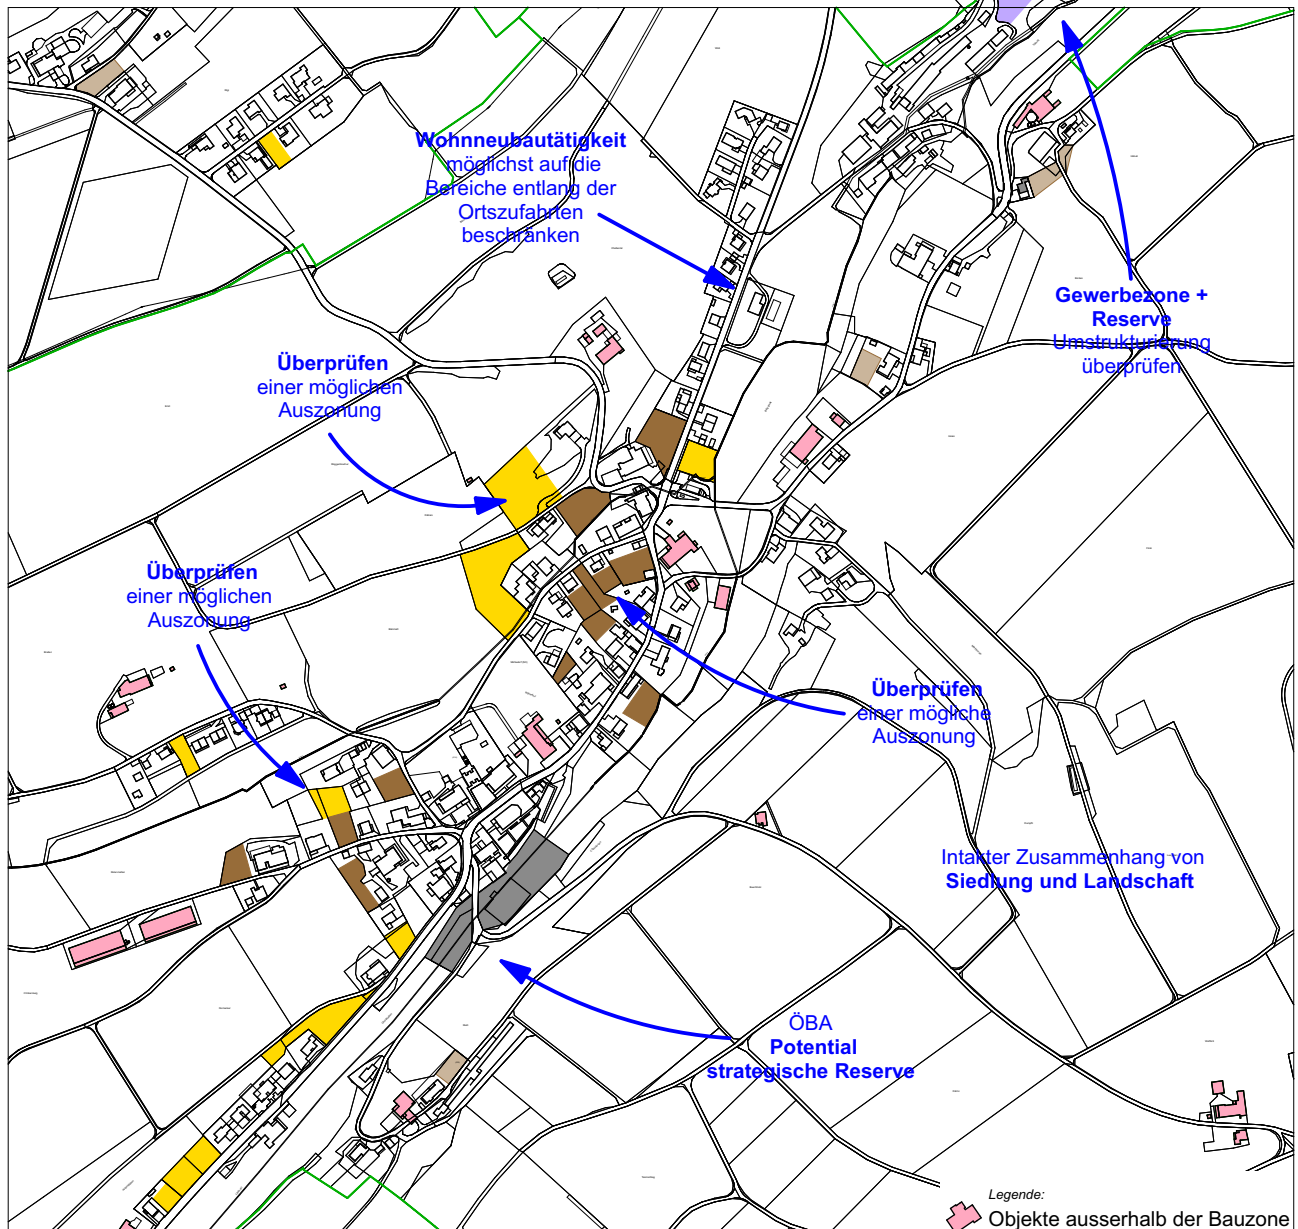 Wohnneubautätigkeit
möglichst auf die
Bereiche entlang der
Ortszufahrten
beschränken
Gewerbezone +
Reserve
Umstrukturierung
überprüfen
Überprüfen
einer möglichen
Auszonung
Überprüfen
einer möglichen
Auszonung
Überprüfen
einer mögliche
Auszonung
Intakter Zusammenhang von
Siedlung und Landschaft
ÖBA
Potential
strategische Reserve
Legende:
Objekte ausserhalb der Bauzone